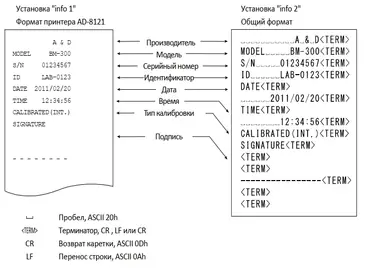 Установка "info 1"
Формат принтера AD-8121
A & D
MODEL BM-300
S/N 01234567
ID LAB-0123
DATE 2011/02/20
TIME 12:34:56
CALIBRATED(INT.)
SIGNATURE
- - - - - - - -
Производитель
Модель
Серийный номер
Идентификатор
Дата
Время
Тип калибровки
Подпись
Установка "info 2"
Общий формат
A_&_D<TERM>
MODEL BM-300<TERM>
S/N 01234567<TERM>
ID LAB-0123<TERM>
DATE<TERM>
2011/02/20<TERM>
TIME<TERM>
12:34:56<TERM>
CALIBRATED(INT.)<TERM>
SIGNATURE<TERM>
<TERM>
<TERM>
----------------<TERM>
<TERM>
<TERM>
Пробел, ASCII 20h
<TERM> Терминатор, CR , LF или CR
CR Возврат каретки, ASCII 0Dh
LF Перенос строки, ASCII 0Ah